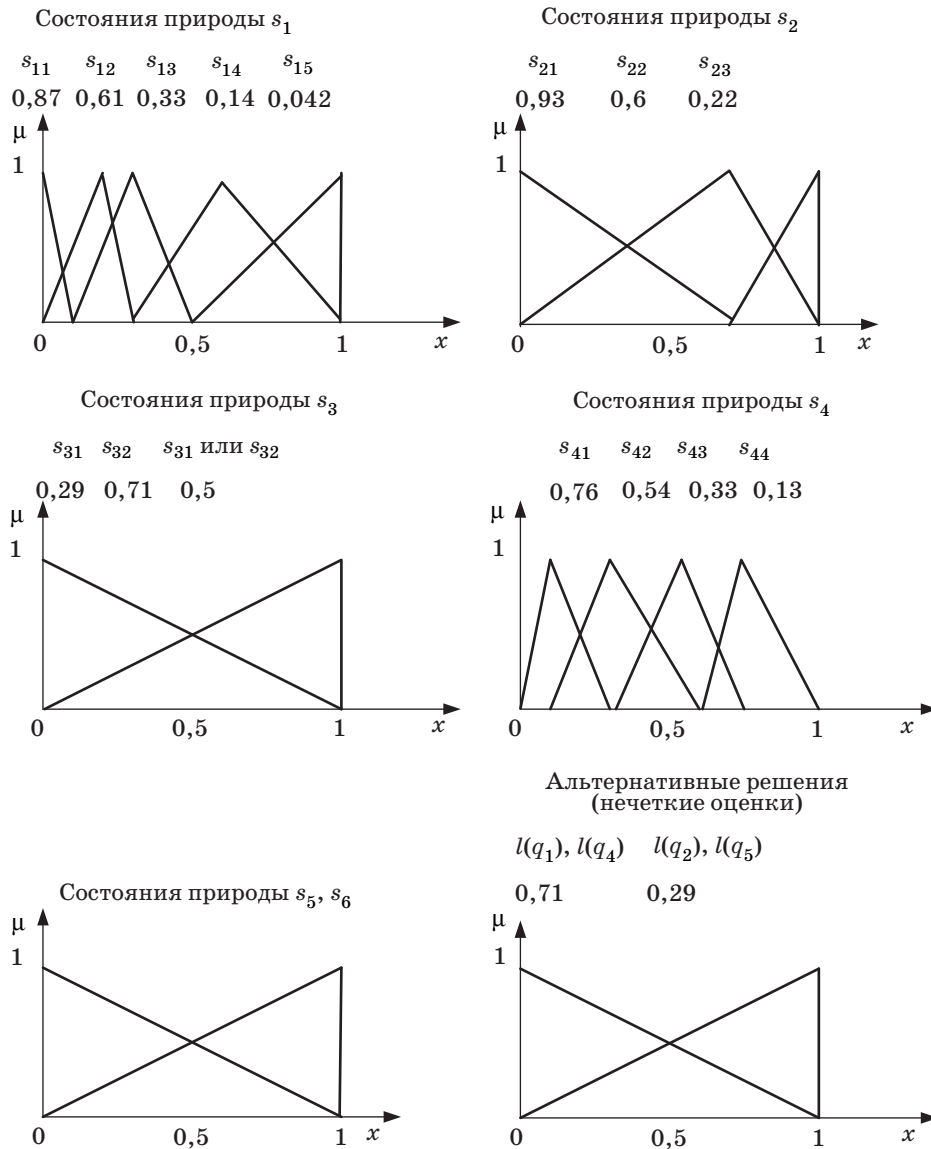 Состояния природы s1
s11 s12 s13 s14 s15
0,87 0,61 0,33 0,14 0,042
μ
1
0 0,5 1 x
Состояния природы s2
s21 s22 s23
0,93 0,6 0,22
μ
1
0 0,5 1 x
Состояния природы s3
s31 s32 s31 или s32
0,29 0,71 0,5
μ
1
0 0,5 1 x
Состояния природы s4
s41 s42 s43 s44
0,76 0,54 0,33 0,13
μ
1
0 0,5 1 x
Состояния природы s5, s6
μ
1
0 0,5 1 x
Альтернативные решения
(нечеткие оценки)
l(q1), l(q4) l(q2), l(q5)
0,71 0,29
μ
1
0 0,5 1 x